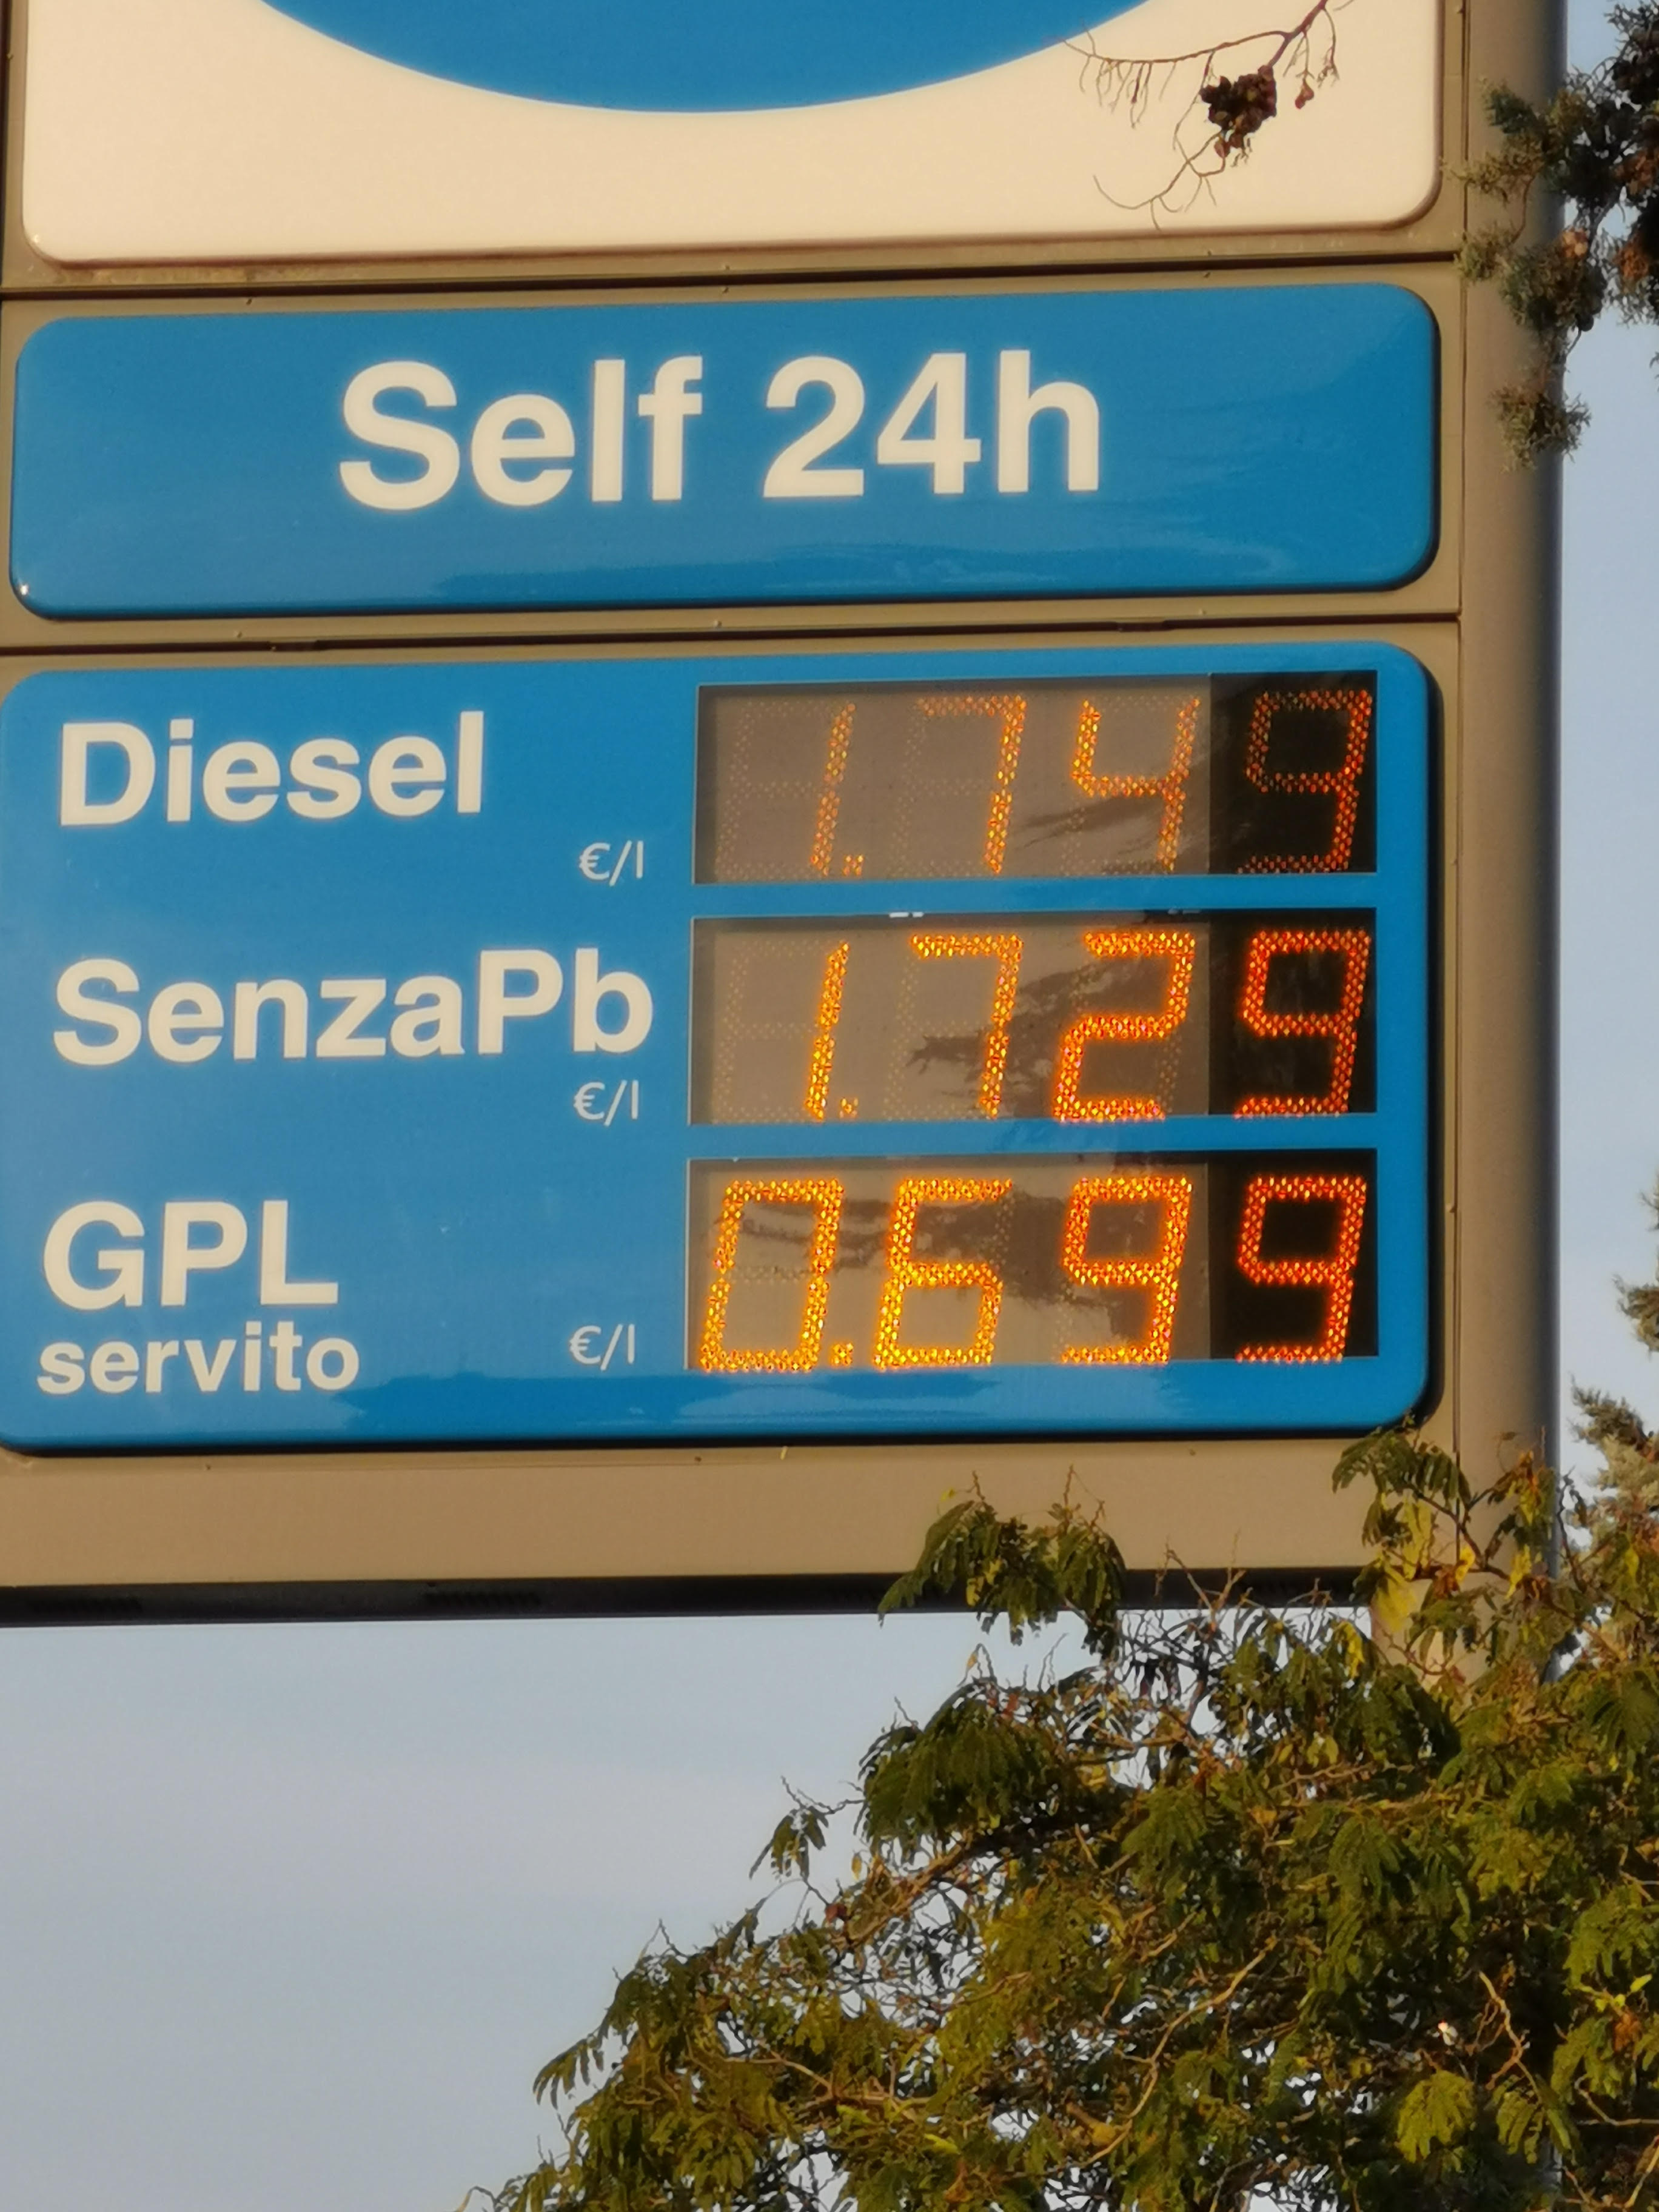 Self 24h
Diesel €/l 1.749
SenzaPb €/l 1.729
GPL
servito €/l 0.699